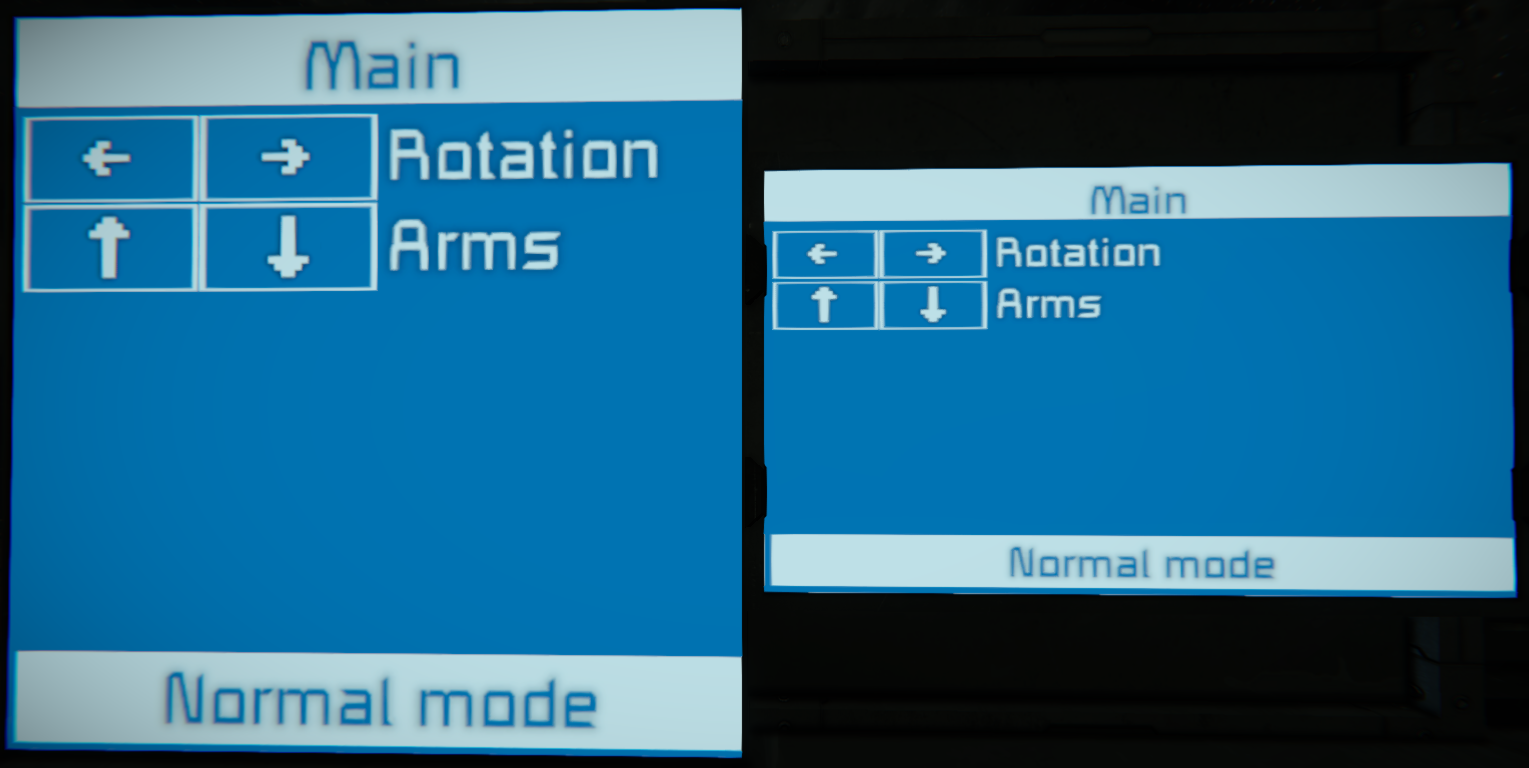 Main
← → Rotation
↑ ↓ Arms
Normal mode
Main
← → Rotation
↑ ↓ Arms
Normal mode